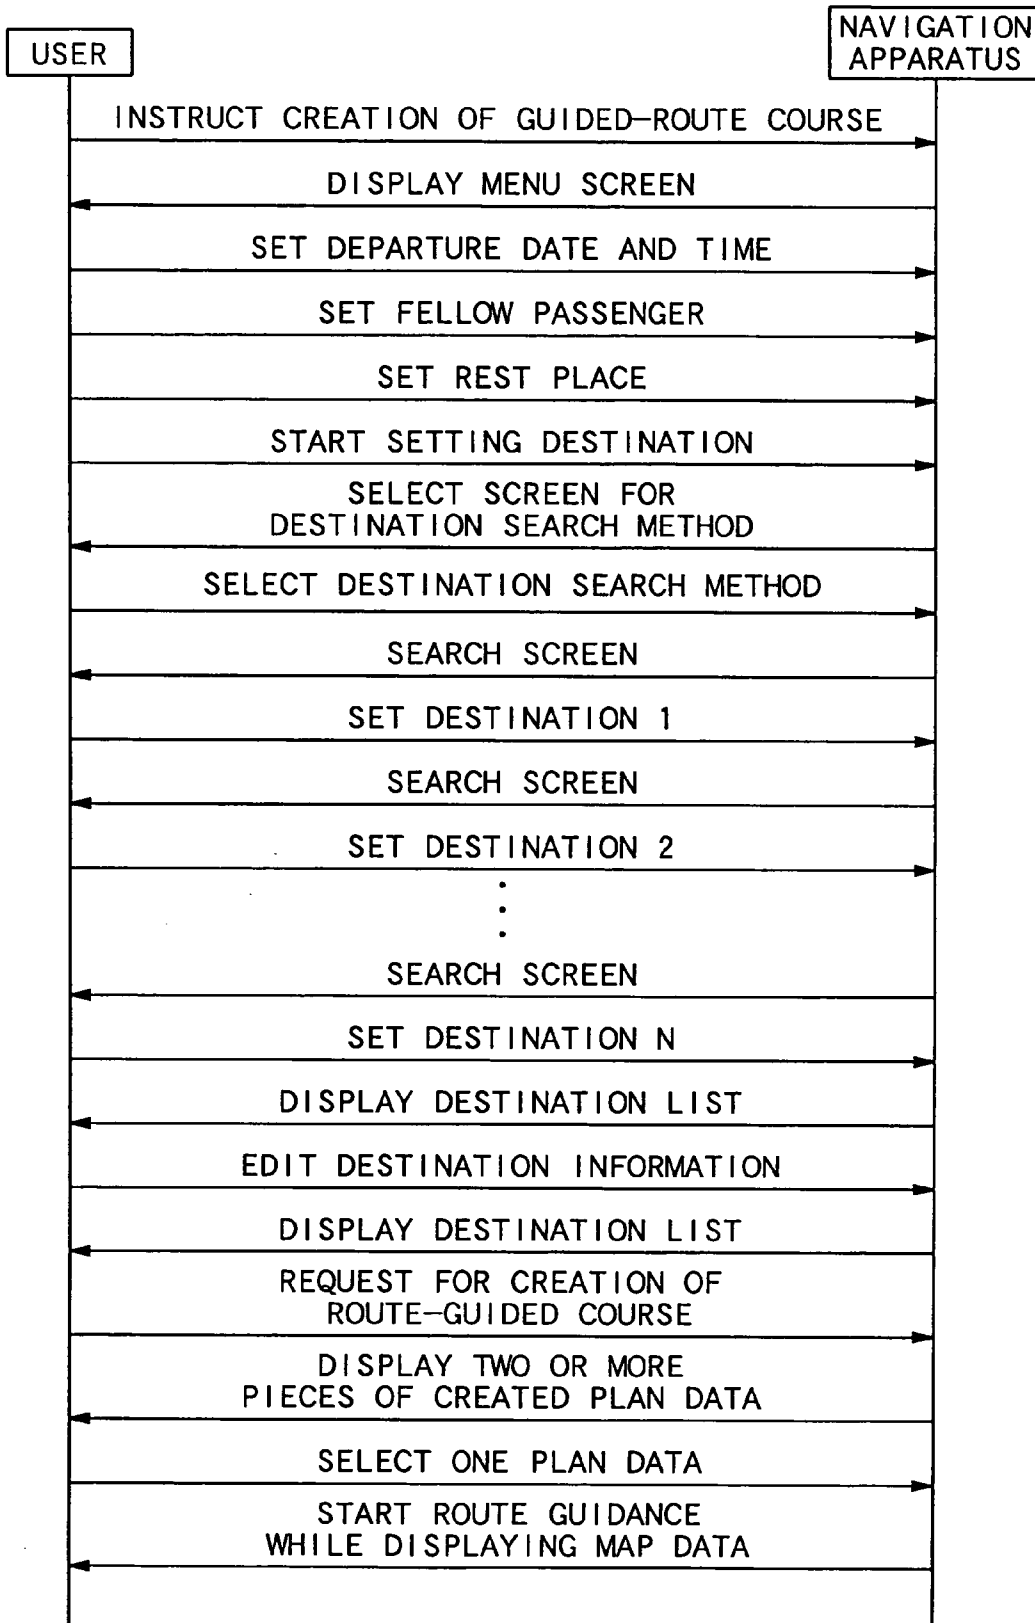 USER
NAVIGATION
APPARATUS
INSTRUCT CREATION OF GUIDED-ROUTE COURSE
DISPLAY MENU SCREEN
SET DEPARTURE DATE AND TIME
SET FELLOW PASSENGER
SET REST PLACE
START SETTING DESTINATION
SELECT SCREEN FOR
DESTINATION SEARCH METHOD
SELECT DESTINATION SEARCH METHOD
SEARCH SCREEN
SET DESTINATION 1
SEARCH SCREEN
SET DESTINATION 2
SEARCH SCREEN
SET DESTINATION N
DISPLAY DESTINATION LIST
EDIT DESTINATION INFORMATION
DISPLAY DESTINATION LIST
REQUEST FOR CREATION OF
ROUTE-GUIDED COURSE
DISPLAY TWO OR MORE
PIECES OF CREATED PLAN DATA
SELECT ONE PLAN DATA
START ROUTE GUIDANCE
WHILE DISPLAYING MAP DATA